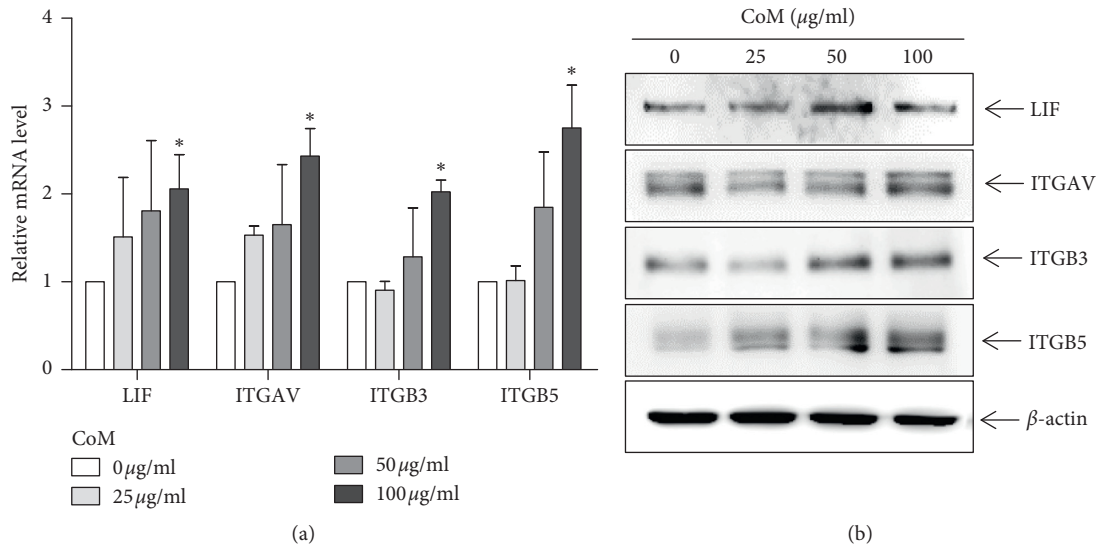 Relative mRNA level
4
3
2
1
0
*
*
*
*
LIF
ITGAV
ITGB3
ITGB5
CoM
0 μg/ml
25 μg/ml
50 μg/ml
100 μg/ml
(a)
CoM (μg/ml)
0 25 50 100
LIF
ITGAV
ITGB3
ITGB5
β-actin
(b)